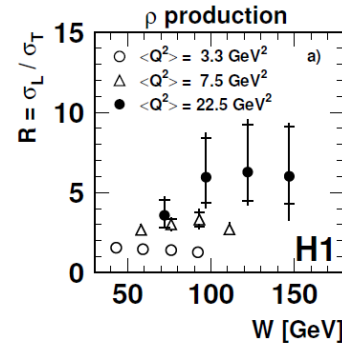 ρ production
R = σL / σT
15
10
5
0
<Q²> = 3.3 GeV²
<Q²> = 7.5 GeV²
<Q²> = 22.5 GeV²
a)
H1
50
100
150
W [GeV]